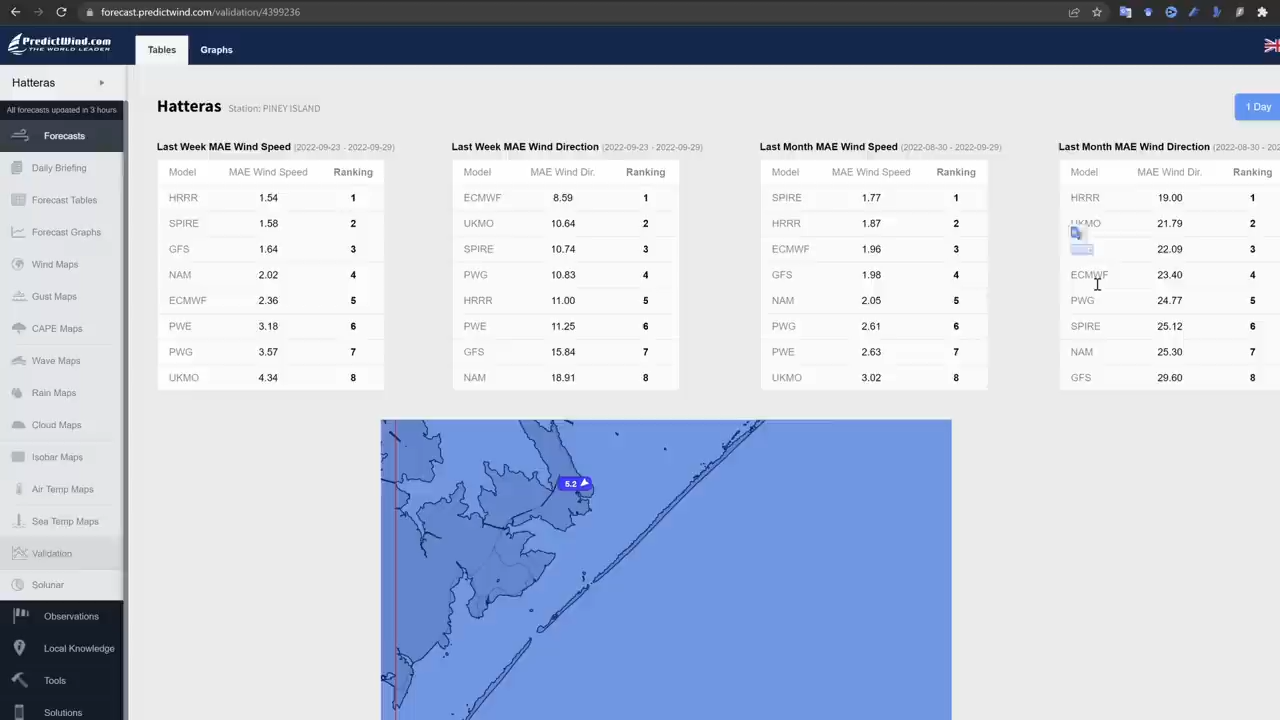 forecast.predictwind.com/validation/4399236
PredictWind.com
THE WORLD LEADER
Tables
Graphs
Hatteras
All forecasts updated in 3 hours
Forecasts
Daily Briefing
Forecast Tables
Forecast Graphs
Wind Maps
Gust Maps
CAPE Maps
Wave Maps
Rain Maps
Cloud Maps
Isobar Maps
Air Temp Maps
Sea Temp Maps
Validation
Solunar
Observations
Local Knowledge
Tools
Solutions
Hatteras Station: PINEY ISLAND
1 Day
Last Week MAE Wind Speed (2022-09-23 - 2022-09-29)
Model MAE Wind Speed Ranking
HRRR 1.54 1
SPIRE 1.58 2
GFS 1.64 3
NAM 2.02 4
ECMWF 2.36 5
PWE 3.18 6
PWG 3.57 7
UKMO 4.34 8
Last Week MAE Wind Direction (2022-09-23 - 2022-09-29)
Model MAE Wind Dir. Ranking
ECMWF 8.59 1
UKMO 10.64 2
SPIRE 10.74 3
PWG 10.83 4
HRRR 11.00 5
PWE 11.25 6
GFS 15.84 7
NAM 18.91 8
Last Month MAE Wind Speed (2022-08-30 - 2022-09-29)
Model MAE Wind Speed Ranking
SPIRE 1.77 1
HRRR 1.87 2
ECMWF 1.96 3
GFS 1.98 4
NAM 2.05 5
PWG 2.61 6
PWE 2.63 7
UKMO 3.02 8
Last Month MAE Wind Direction (2022-08-30 - 202
Model MAE Wind Dir. Ranking
HRRR 19.00 1
UKMO 21.79 2
22.09 3
ECMWF 23.40 4
PWG 24.77 5
SPIRE 25.12 6
NAM 25.30 7
GFS 29.60 8
5.2